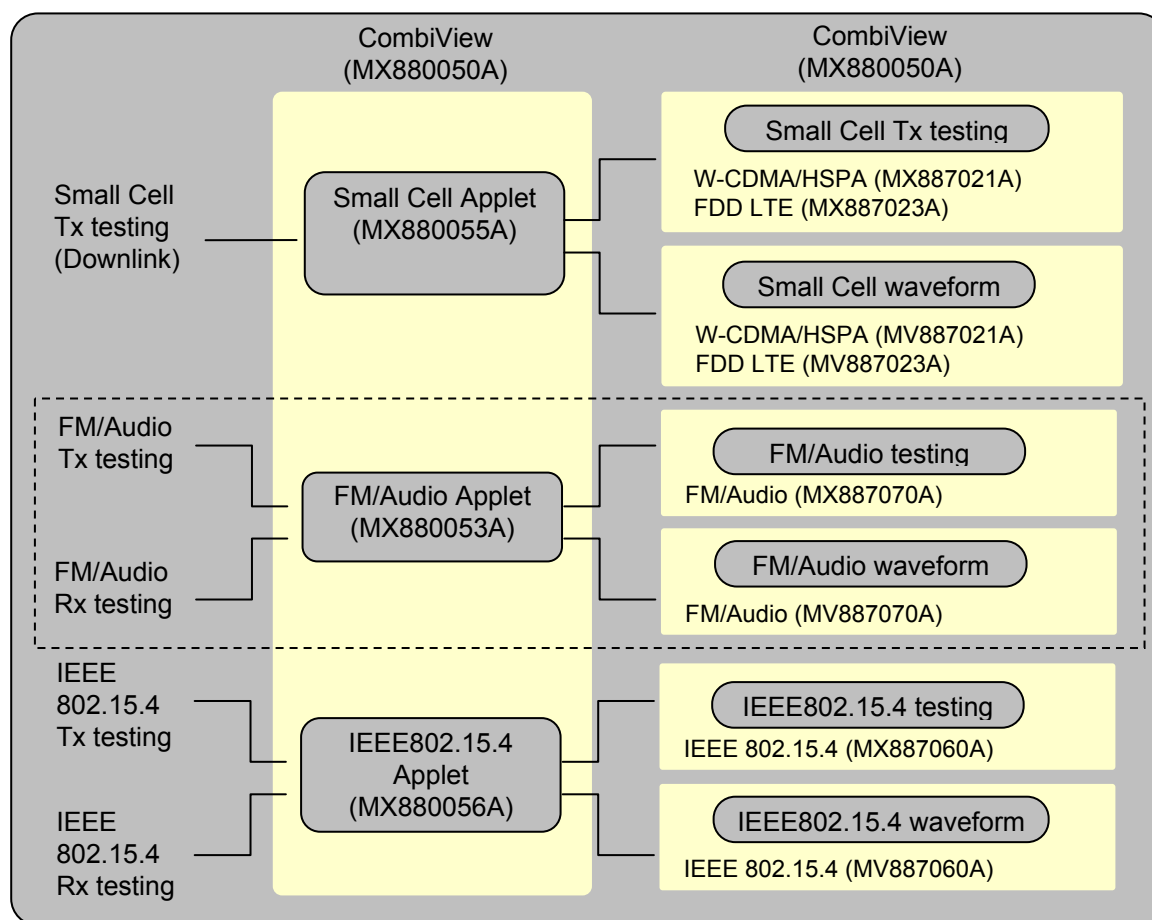 CombiView
(MX880050A)
CombiView
(MX880050A)
Small Cell
Tx testing
(Downlink)
Small Cell Applet
(MX880055A)
Small Cell Tx testing
W-CDMA/HSPA (MX887021A)
FDD LTE (MX887023A)
Small Cell waveform
W-CDMA/HSPA (MV887021A)
FDD LTE (MV887023A)
FM/Audio
Tx testing
FM/Audio
Rx testing
FM/Audio Applet
(MX880053A)
FM/Audio testing
FM/Audio (MX887070A)
FM/Audio waveform
FM/Audio (MV887070A)
IEEE
802.15.4
Tx testing
IEEE
802.15.4
Rx testing
IEEE802.15.4
Applet
(MX880056A)
IEEE802.15.4 testing
IEEE 802.15.4 (MX887060A)
IEEE802.15.4 waveform
IEEE 802.15.4 (MV887060A)